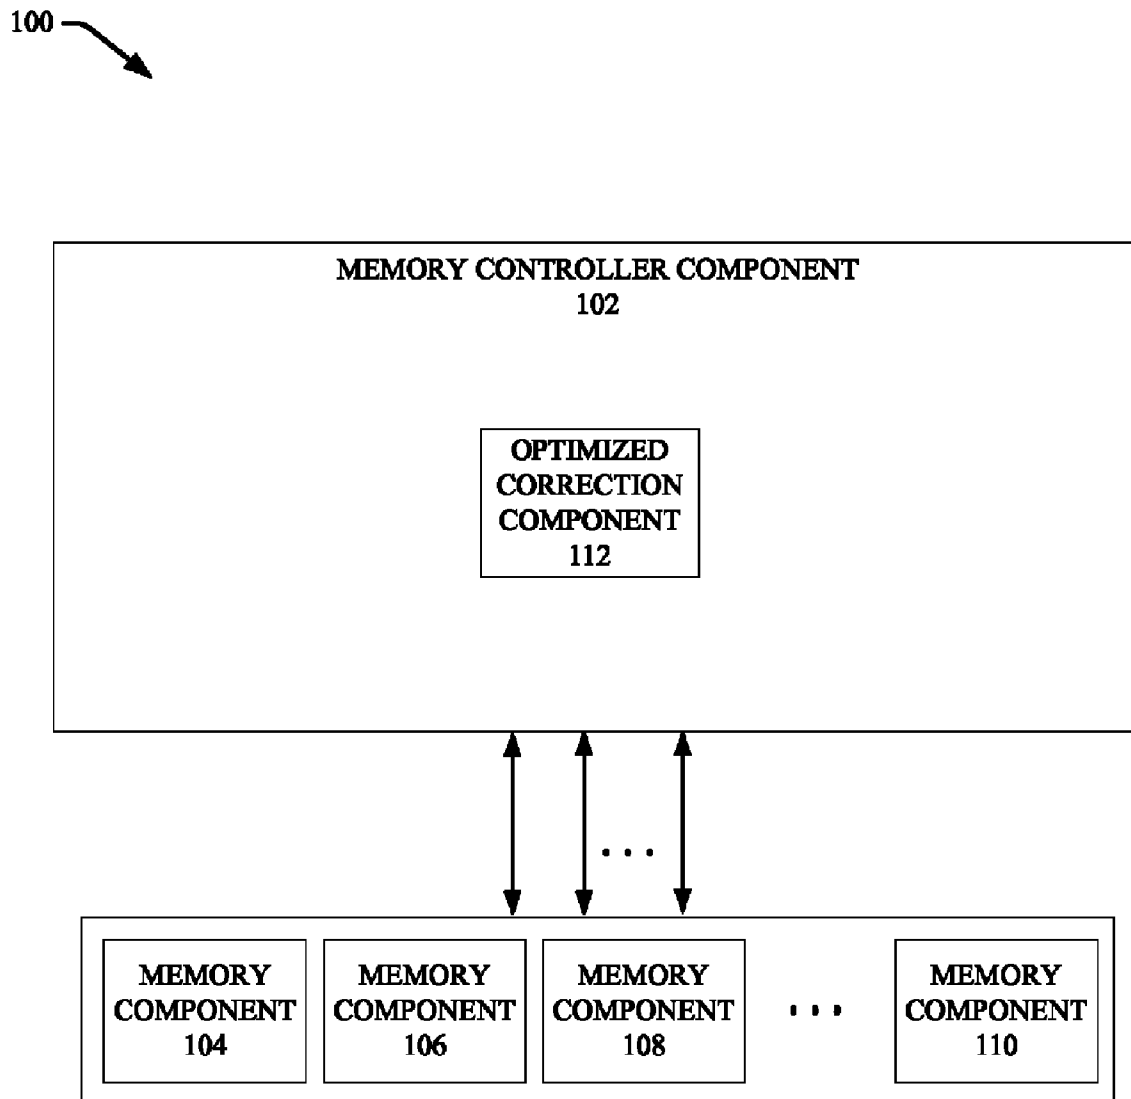 100
MEMORY CONTROLLER COMPONENT
102
OPTIMIZED
CORRECTION
COMPONENT
112
. . .
MEMORY
COMPONENT
104
MEMORY
COMPONENT
106
MEMORY
COMPONENT
108
. . .
MEMORY
COMPONENT
110